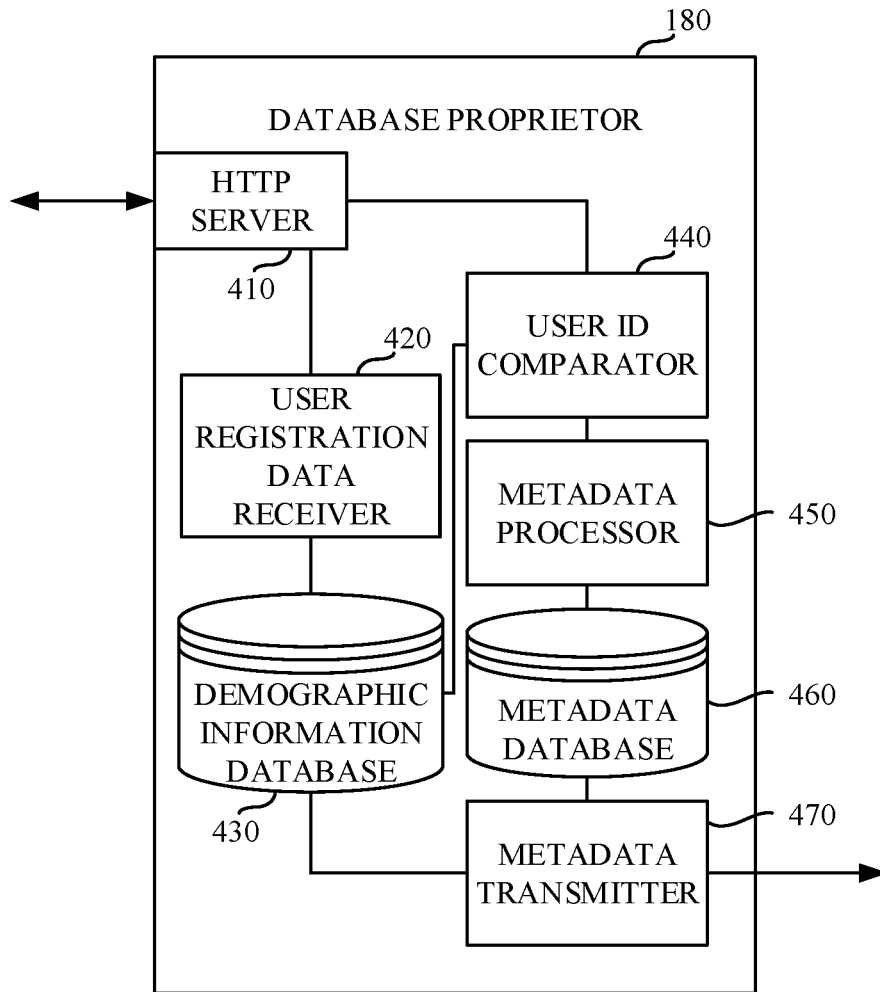 180
DATABASE PROPRIETOR
HTTP
SERVER
410
440
USER ID
COMPARATOR
420
USER
REGISTRATION
DATA
RECEIVER
METADATA
PROCESSOR
450
DEMOGRAPHIC
INFORMATION
DATABASE
430
METADATA
DATABASE
460
METADATA
TRANSMITTER
470